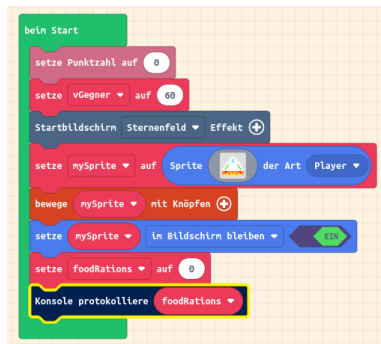 beim Start
setze Punktzahl auf 0
setze vGegner auf 60
Startbildschirm Sternenfeld Effekt
setze mySprite auf Sprite der Art Player
bewege mySprite mit Knöpfen
setze mySprite im Bildschirm bleiben EIN
setze foodRations auf 0
Konsole protokolliere foodRations